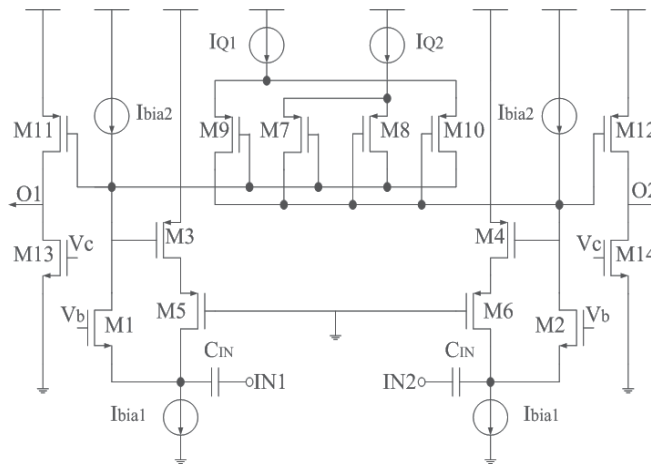 IQ1
IQ2
Ibia2
Ibia2
M11
M9
M7
M8
M10
M12
O1
O2
M3
M4
M13
Vc
Vc
M14
Vb
M1
M5
M6
M2
Vb
CIN
CIN
IN1
IN2
Ibia1
Ibia1